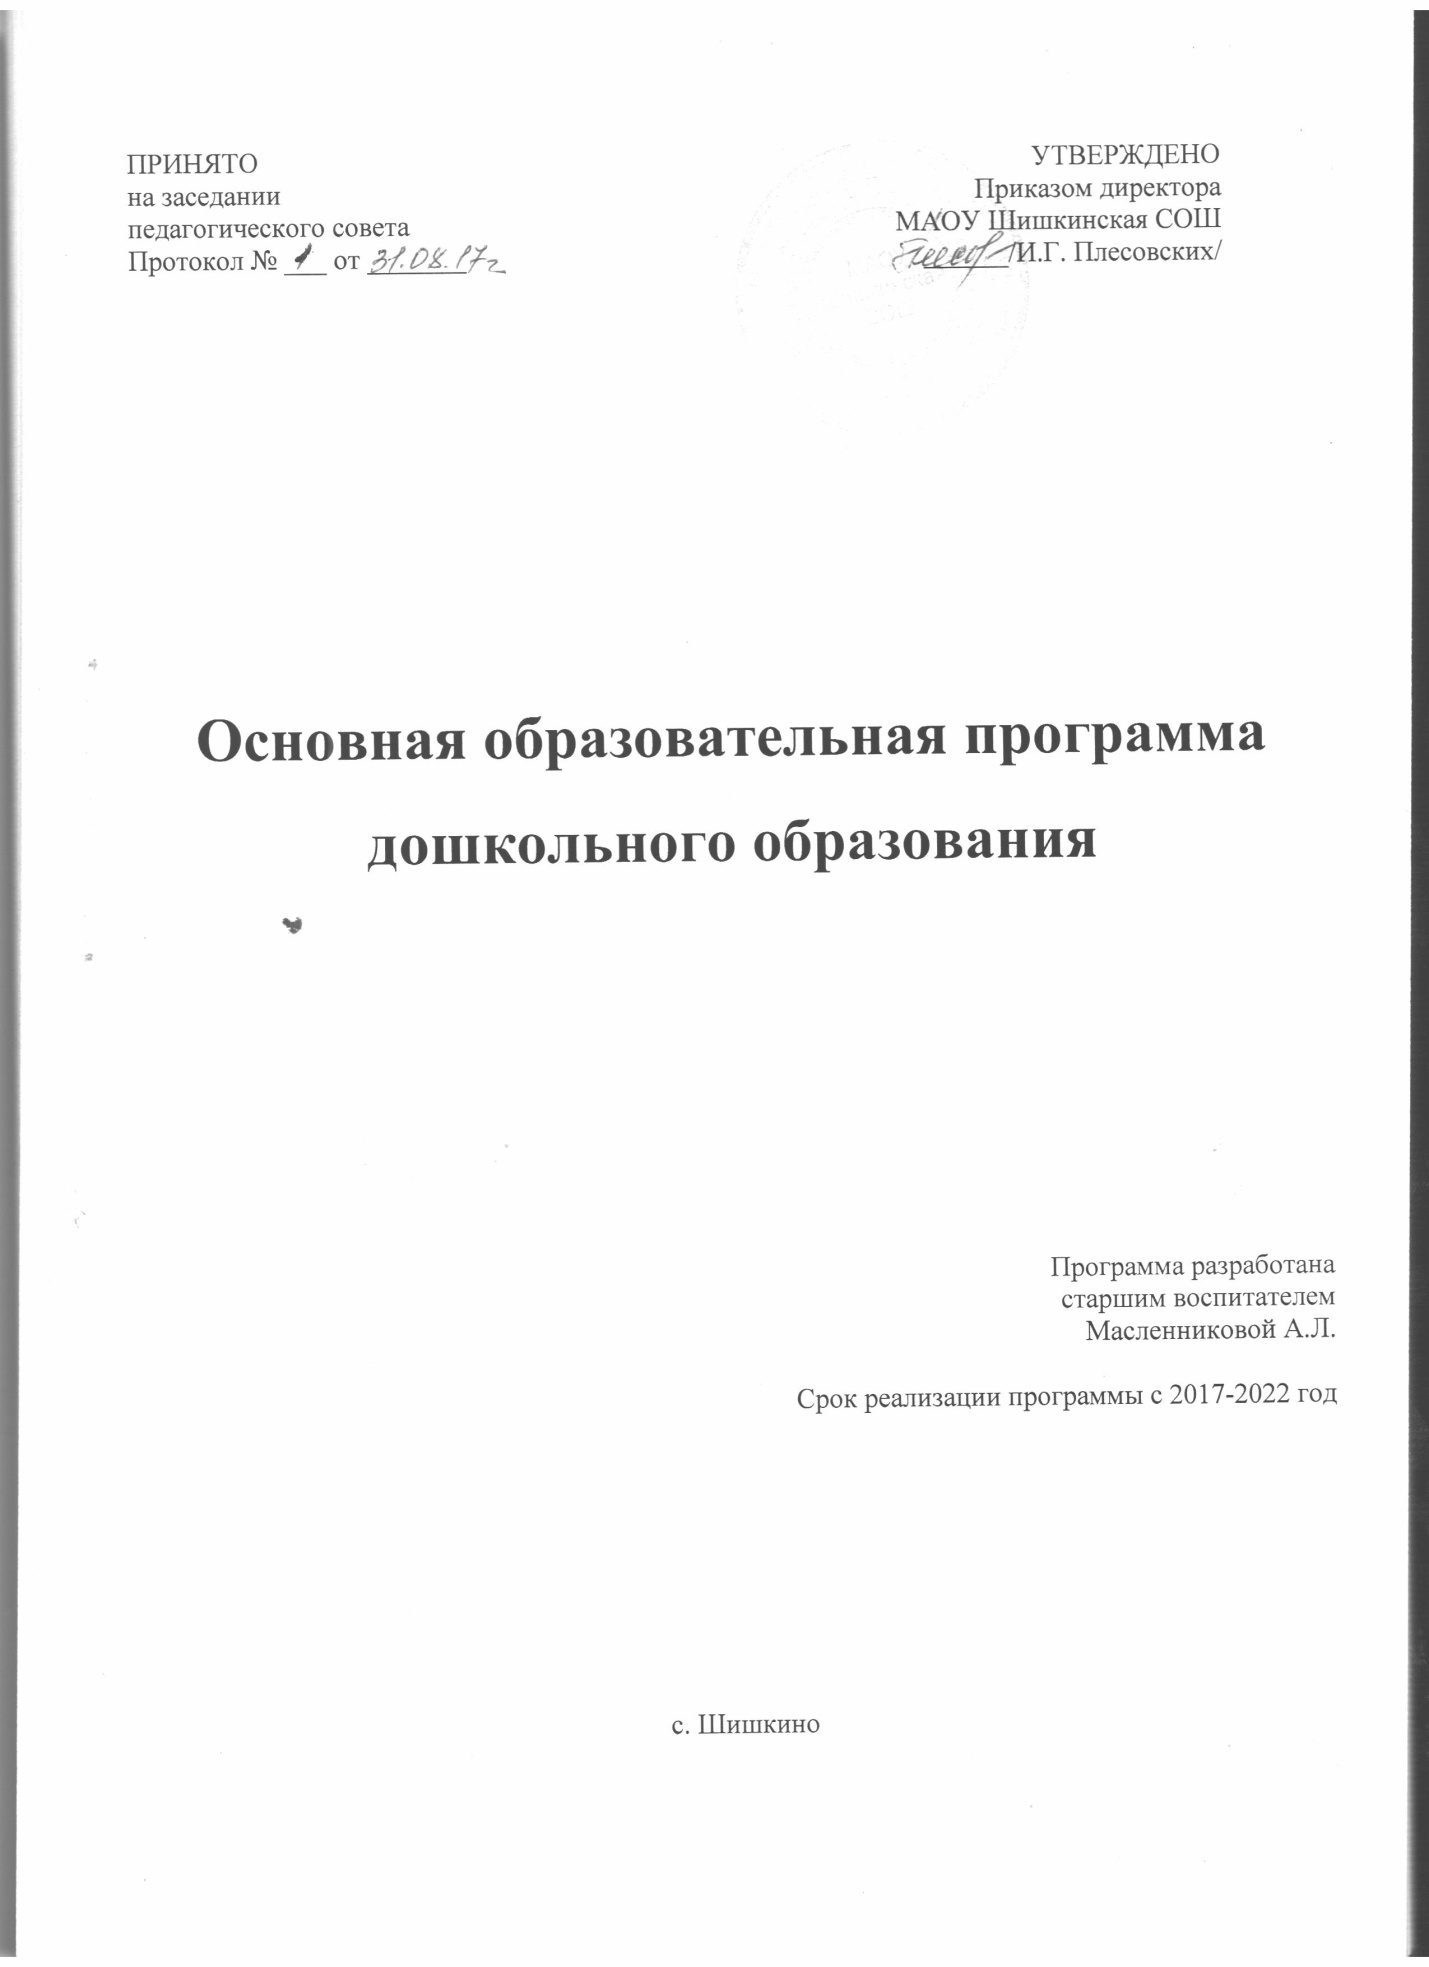 ПРИНЯТО
на заседании
педагогического совета
Протокол № 1 от 31.08.17г
УТВЕРЖДЕНО
Приказом директора
МАОУ Шишкинская СОШ
/И.Г. Плесовских/
Основная образовательная программа
дошкольного образования
Программа разработана
старшим воспитателем
Масленниковой А.Л.
Срок реализации программы с 2017-2022 год
с. Шишкино